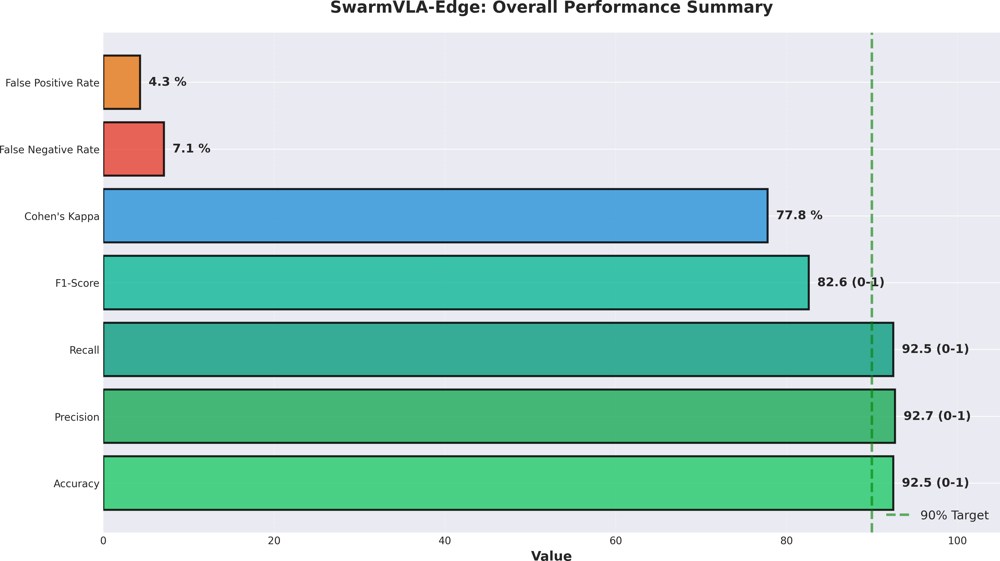 SwarmVLA-Edge: Overall Performance Summary
False Positive Rate
4.3 %
False Negative Rate
7.1 %
Cohen's Kappa
77.8 %
F1-Score
82.6 (0-1)
Recall
92.5 (0-1)
Precision
92.7 (0-1)
Accuracy
92.5 (0-1)
90% Target
0 20 40 60 80 100
Value